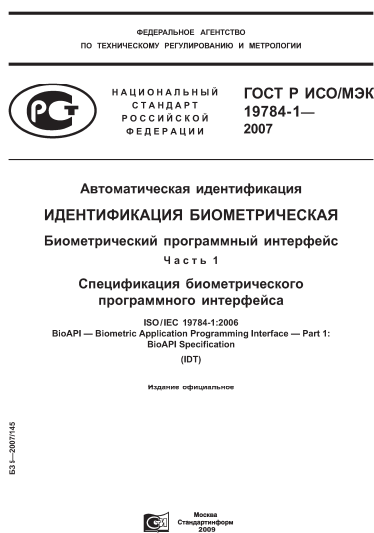 ФЕДЕРАЛЬНОЕ АГЕНТСТВО
ПО ТЕХНИЧЕСКОМУ РЕГУЛИРОВАНИЮ И МЕТРОЛОГИИ
НАЦИОНАЛЬНЫЙ
СТАНДАРТ
РОССИЙСКОЙ
ФЕДЕРАЦИИ
ГОСТ Р ИСО/МЭК
19784-1—
2007
Автоматическая идентификация
ИДЕНТИФИКАЦИЯ БИОМЕТРИЧЕСКАЯ
Биометрический программный интерфейс
Часть 1
Спецификация биометрического
программного интерфейса
ISO/IEC 19784-1:2006
BioAPI — Biometric Application Programming Interface — Part 1:
BioAPI Specification
(IDT)
Издание официальное
БЗ 5—2007/145
Москва
Стандартинформ
2009